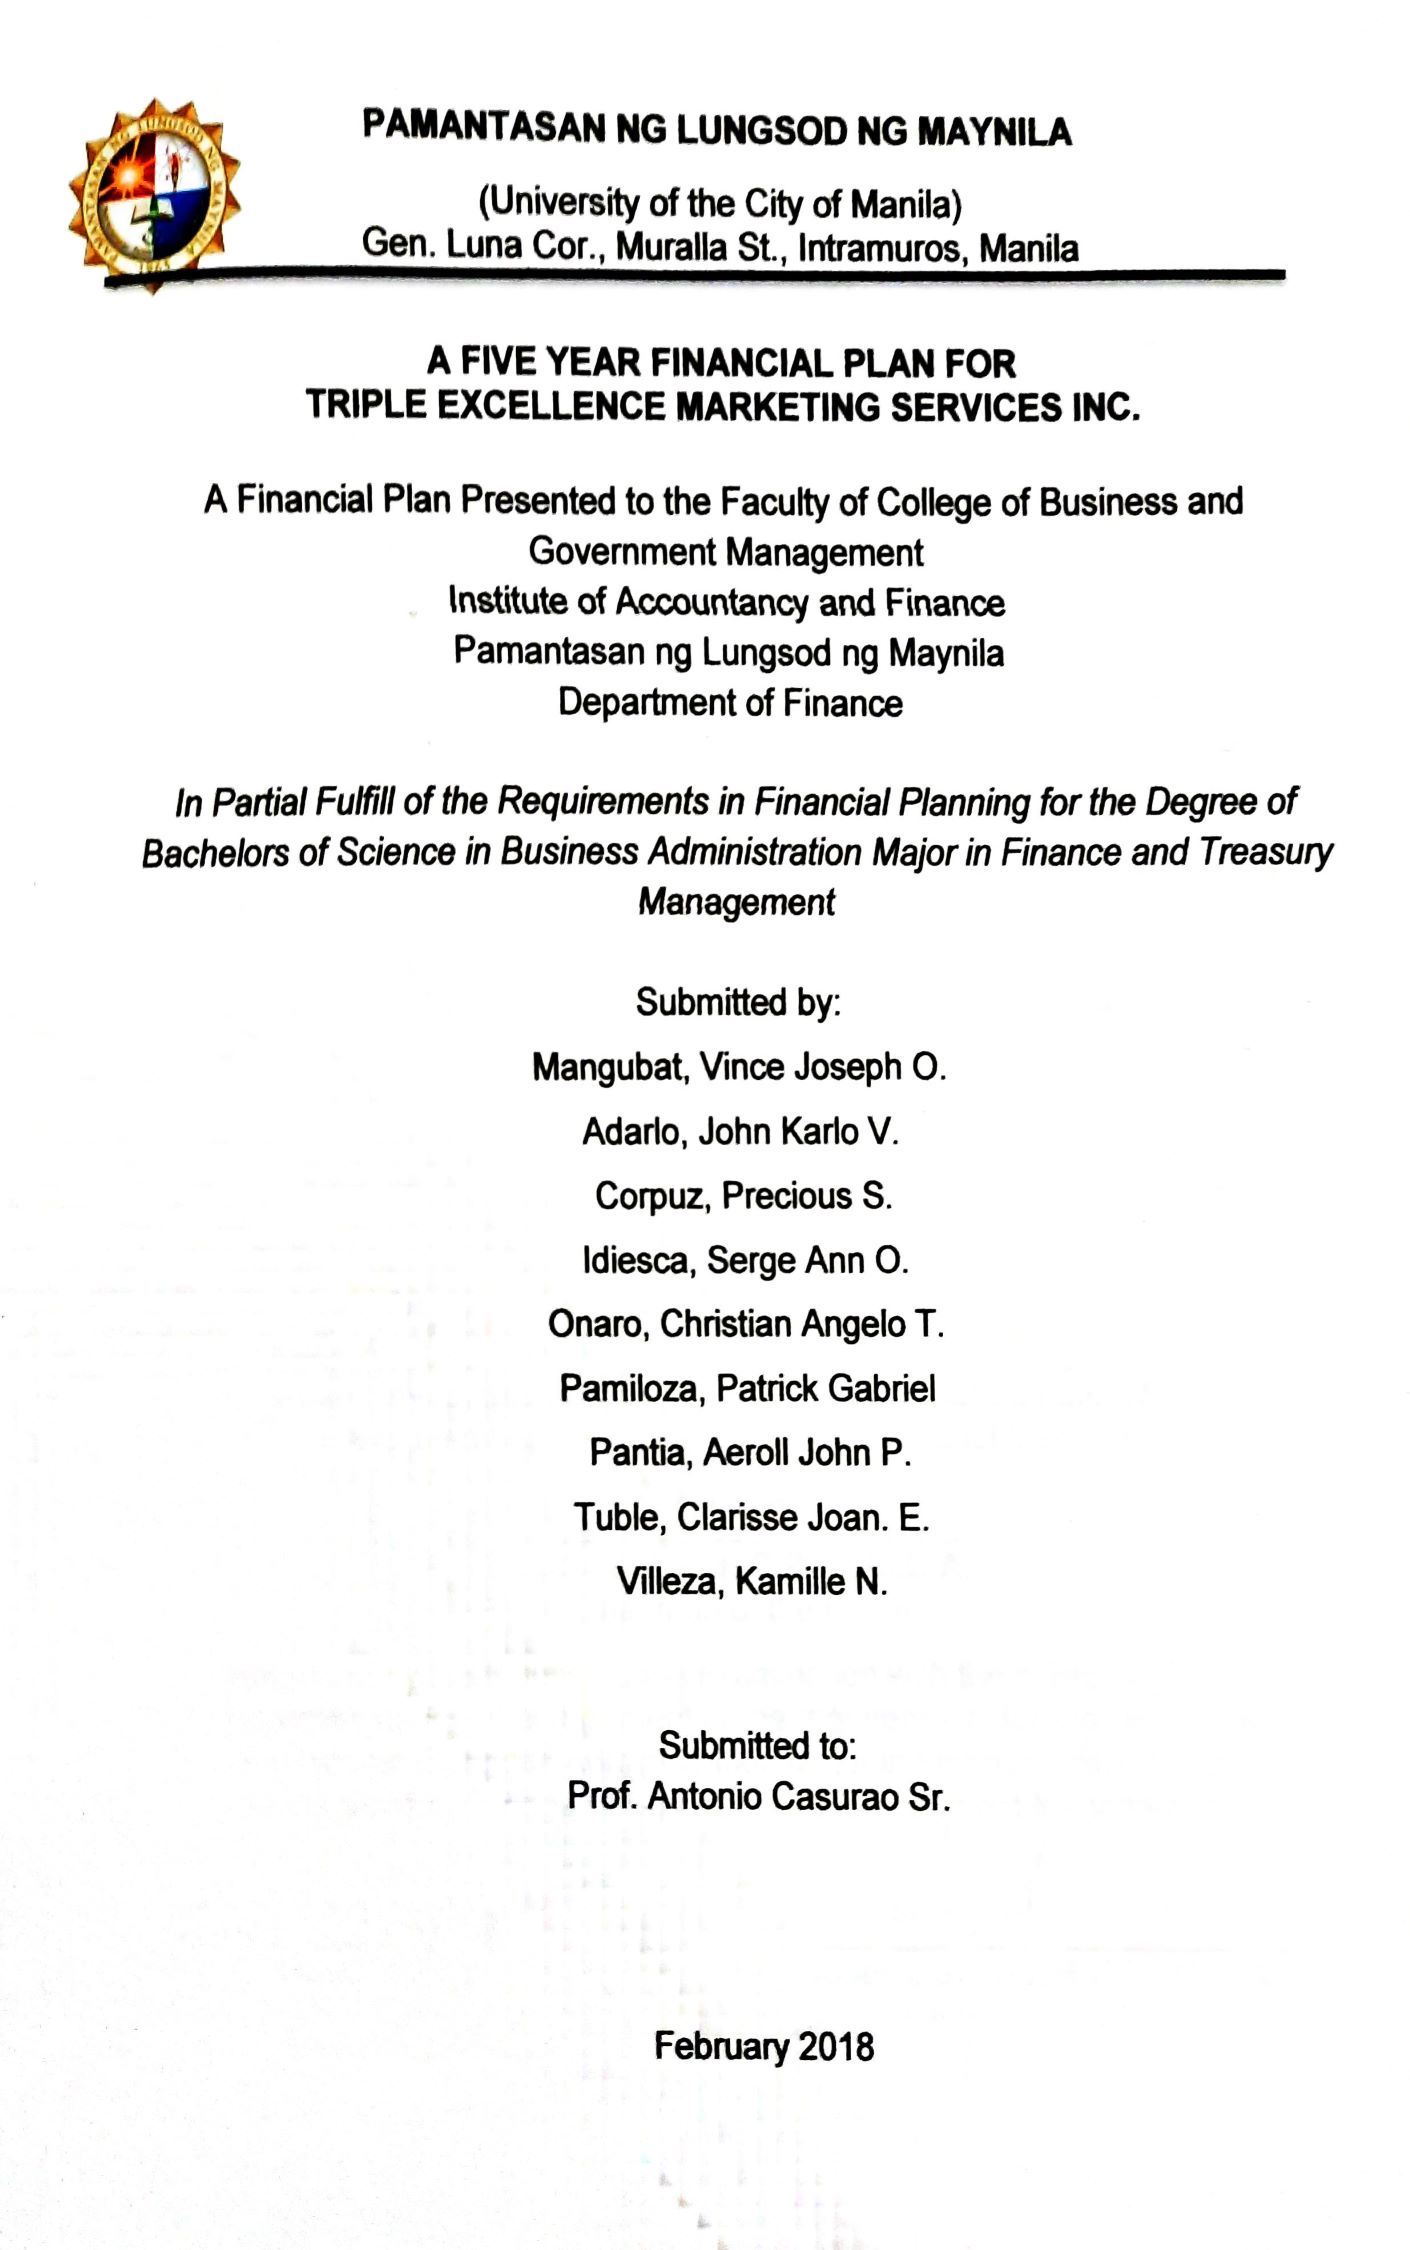 PAMANTASAN NG LUNGSOD NG MAYNILA
(University of the City of Manila)
Gen. Luna Cor., Muralla St., Intramuros, Manila
PAMANTASAN NG LUNGSOD NG MAYNILA
1965
A FIVE YEAR FINANCIAL PLAN FOR
TRIPLE EXCELLENCE MARKETING SERVICES INC.
A Financial Plan Presented to the Faculty of College of Business and
Government Management
Institute of Accountancy and Finance
Pamantasan ng Lungsod ng Maynila
Department of Finance
In Partial Fulfill of the Requirements in Financial Planning for the Degree of
Bachelors of Science in Business Administration Major in Finance and Treasury
Management
Submitted by:
Mangubat, Vince Joseph O.
Adarlo, John Karlo V.
Corpuz, Precious S.
Idiesca, Serge Ann O.
Onaro, Christian Angelo T.
Pamiloza, Patrick Gabriel
Pantia, Aeroll John P.
Tuble, Clarisse Joan. E.
Villeza, Kamille N.
Submitted to:
Prof. Antonio Casurao Sr.
February 2018